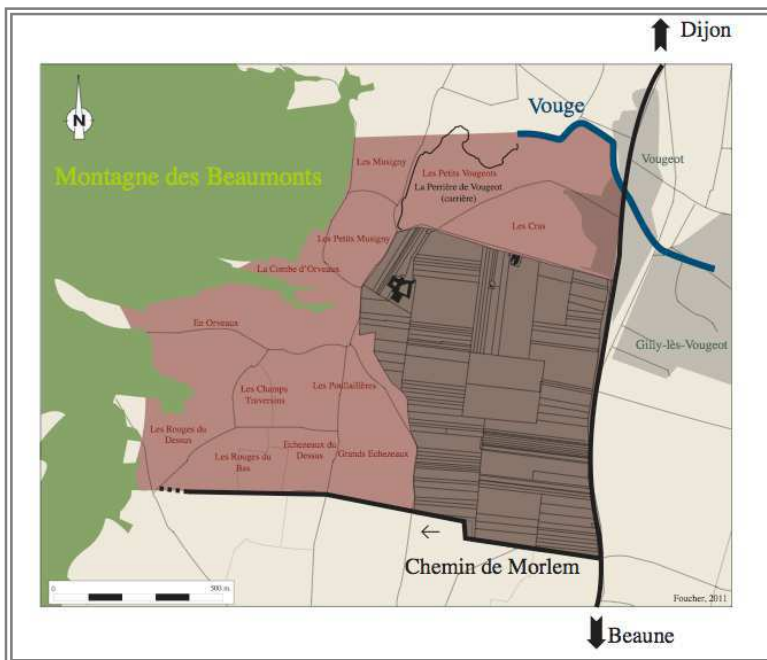 Dijon
Vouge
N
Vougeot
Les Musigny
Les Petits Vougeots
Montagne des Beaumonts
La Perrière de Vougeot
(carrière)
Les Cras
Les Petits Musigny
La Combe d'Orveaux
En Orveaux
Gilly-lès-Vougeot
Les Champs
Traversins
Les Poullaillères
Les Rouges du
Dessus
Les Rouges du
Bas
Echezeaux du
Dessus
Grands Echezeaux
←
Chemin de Morlem
0
500 m
Foucher, 2011
Beaune